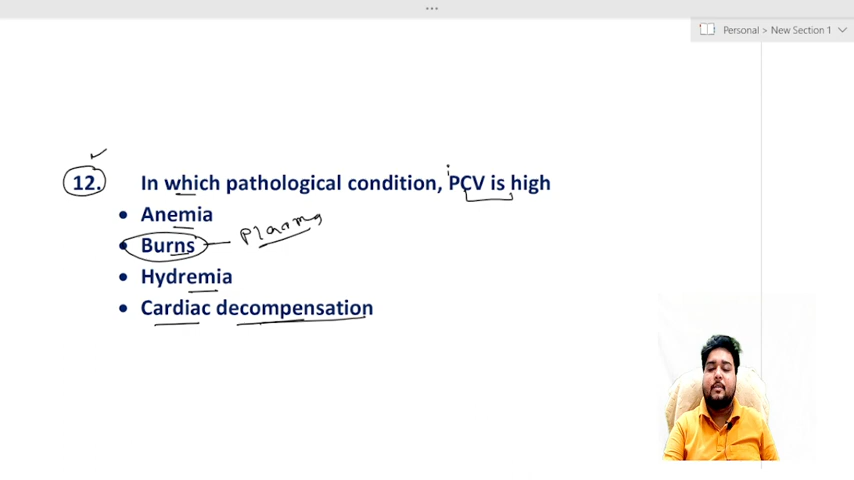 Personal > New Section 1
12. In which pathological condition, PCV is high
• Anemia
• Burns – Plasma
• Hydremia
• Cardiac decompensation